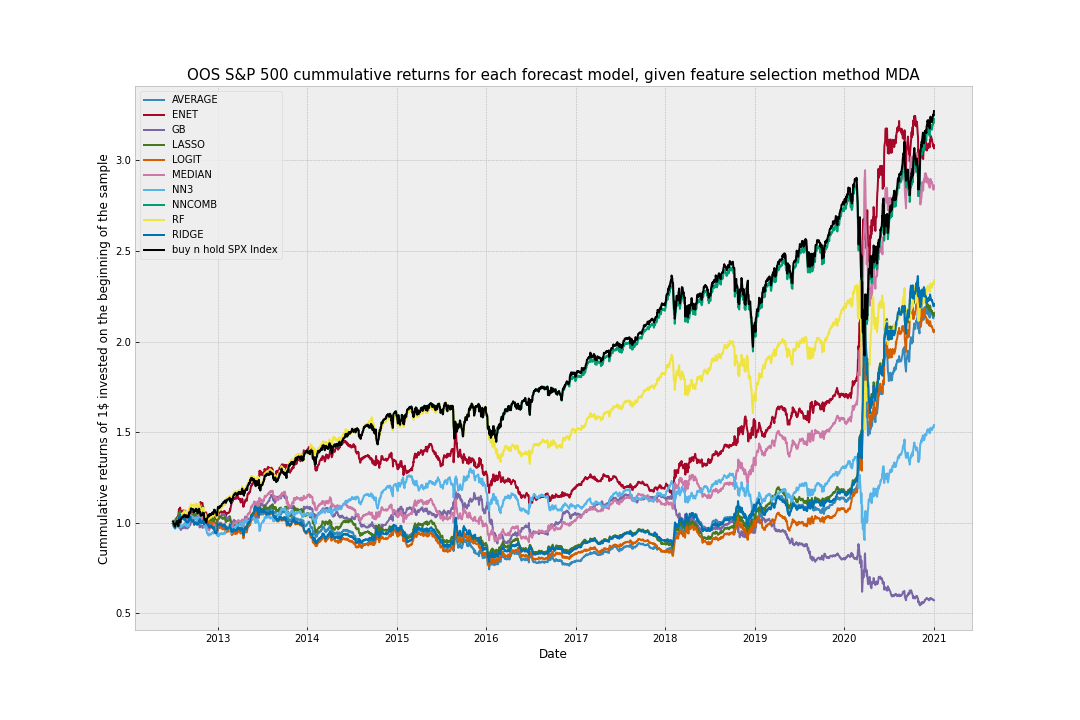 OOS S&P 500 cummulative returns for each forecast model, given feature selection method MDA
AVERAGE
ENET
GB
LASSO
LOGIT
MEDIAN
NN3
NNCOMB
RF
RIDGE
buy n hold SPX Index
Cummulative returns of 1$ invested on the beginning of the sample
3.0
2.5
2.0
1.5
1.0
0.5
2013
2014
2015
2016
2017
2018
2019
2020
2021
Date